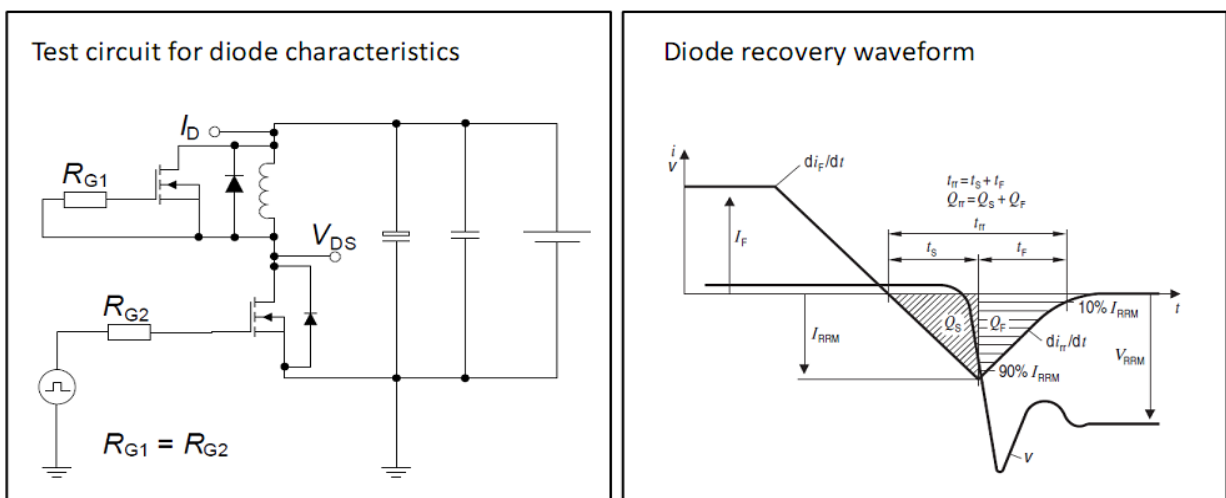 Test circuit for diode characteristics
I_D
R_G1
V_DS
R_G2
R_G1 = R_G2
Diode recovery waveform
i
v
di_F/dt
t_rr = t_S + t_F
Q_rr = Q_S + Q_F
t_rr
t_S
t_F
I_F
t
10% I_RRM
Q_S
Q_F
I_RRM
di_rr/dt
V_RRM
90% I_RRM
v